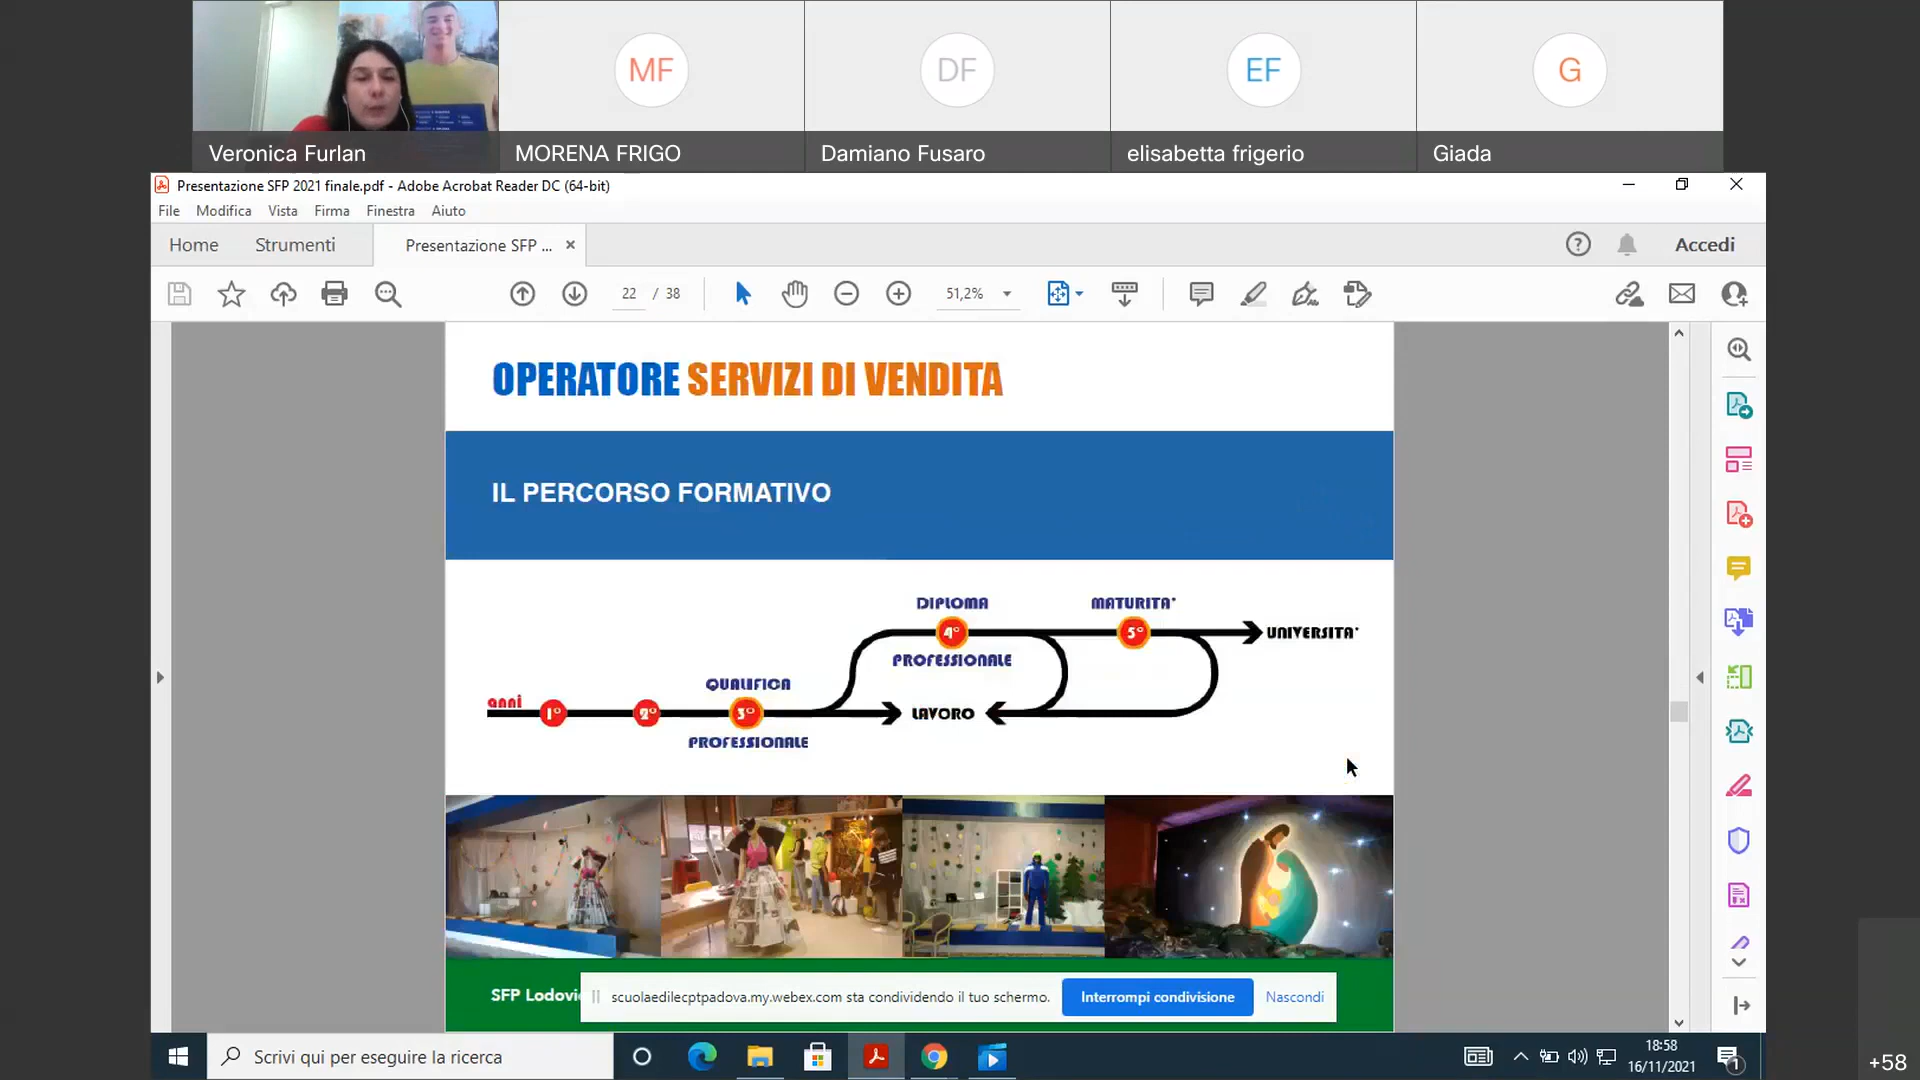 MF
DF
EF
G
Veronica Furlan
MORENA FRIGO
Damiano Fusaro
elisabetta frigerio
Giada
Presentazione SFP 2021 finale.pdf - Adobe Acrobat Reader DC (64-bit)
File Modifica Vista Firma Finestra Aiuto
Home Strumenti Presentazione SFP ... Accedi
22 / 38 51,2%
OPERATORE SERVIZI DI VENDITA
IL PERCORSO FORMATIVO
DIPLOMA
MATURITA'
4° 5° UNIVERSITA'
PROFESSIONALE
QUALIFICA
anni
1° 2° 3° LAVORO
PROFESSIONALE
SFP Lodovi
scuolaedilecptpadova.my.webex.com sta condividendo il tuo schermo. Interrompi condivisione Nascondi
Scrivi qui per eseguire la ricerca
18:58
16/11/2021
1
+58